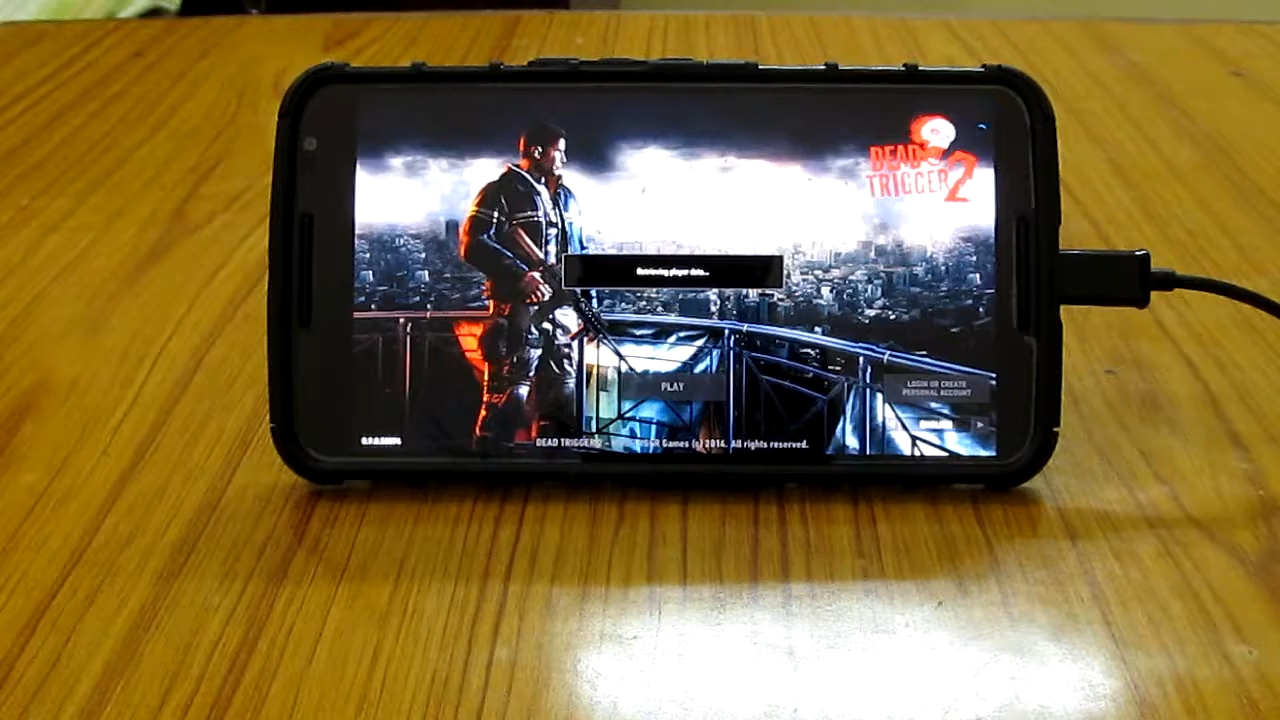 DEAD
TRIGGER 2
Retrieving player data...
PLAY
LOGIN OR CREATE
PERSONAL ACCOUNT
DEAD TRIGGER
Games (c) 2014. All rights reserved.